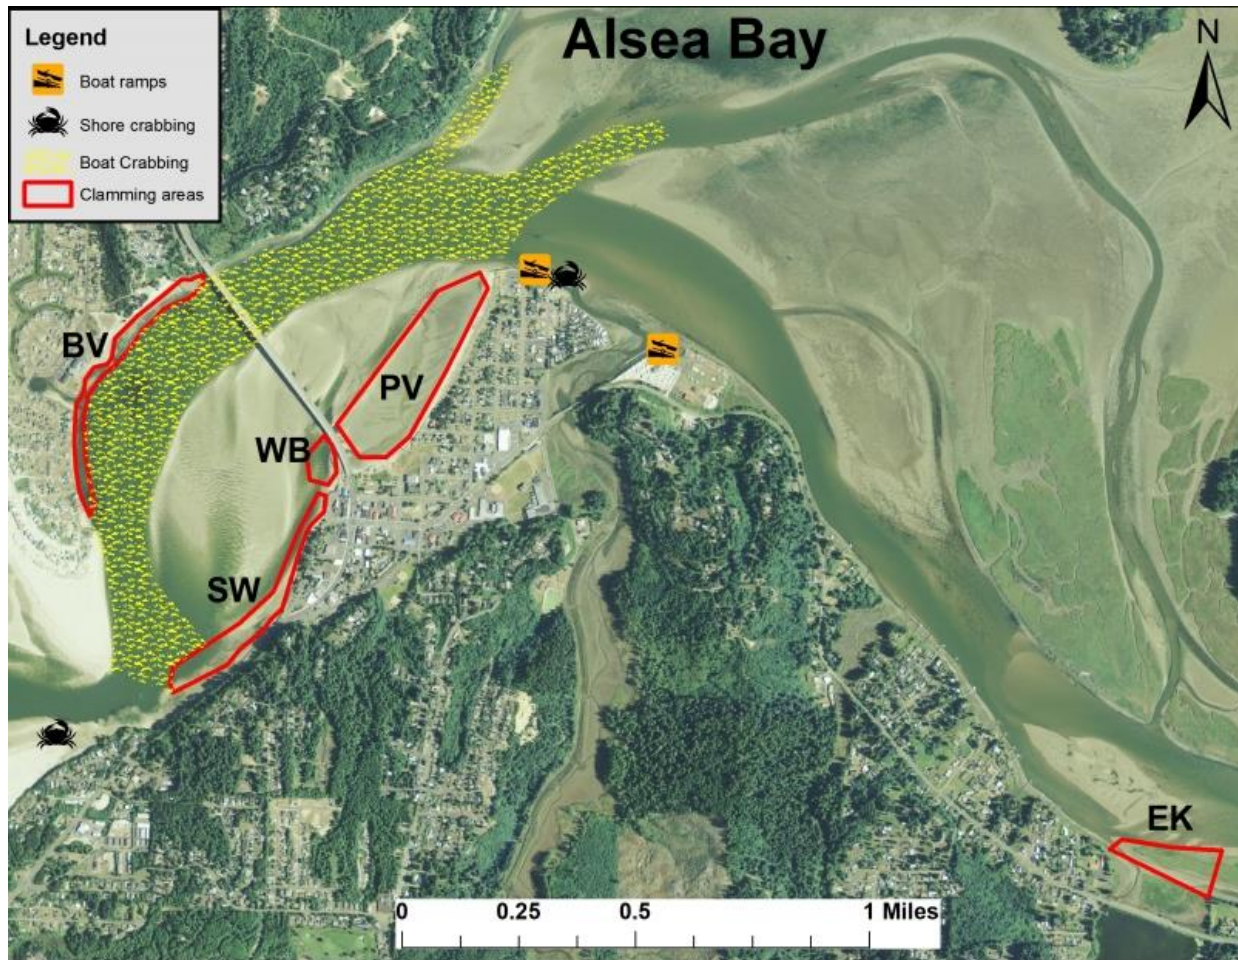 Alsea Bay
Legend
Boat ramps
Shore crabbing
Boat Crabbing
Clamming areas
N
BV
PV
WB
SW
EK
0 0.25 0.5 1 Miles